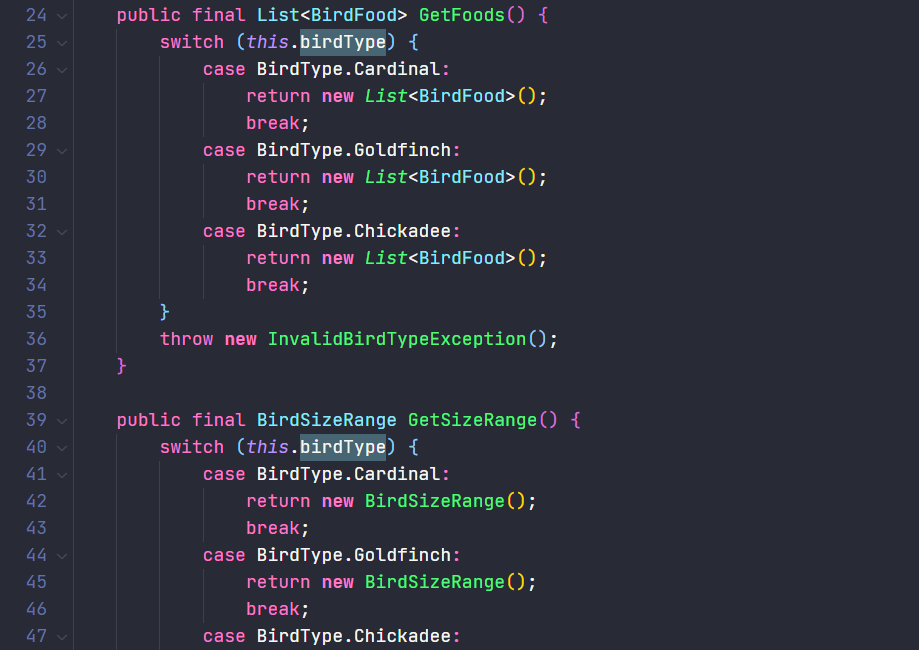 24 public final List<BirdFood> GetFoods() {
25 switch (this.birdType) {
26 case BirdType.Cardinal:
27 return new List<BirdFood>();
28 break;
29 case BirdType.Goldfinch:
30 return new List<BirdFood>();
31 break;
32 case BirdType.Chickadee:
33 return new List<BirdFood>();
34 break;
35 }
36 throw new InvalidBirdTypeException();
37 }
38
39 public final BirdSizeRange GetSizeRange() {
40 switch (this.birdType) {
41 case BirdType.Cardinal:
42 return new BirdSizeRange();
43 break;
44 case BirdType.Goldfinch:
45 return new BirdSizeRange();
46 break;
47 case BirdType.Chickadee: